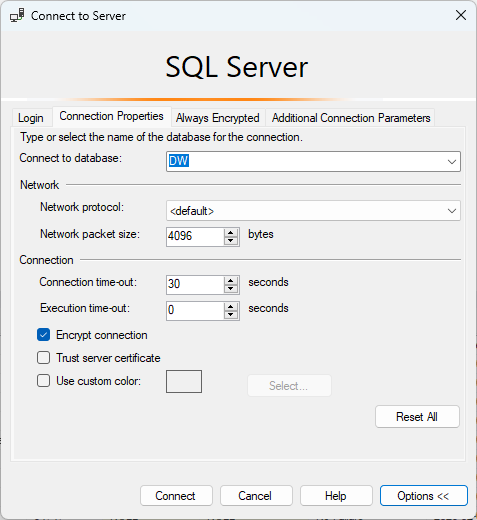 Connect to Server
SQL Server
Login Connection Properties Always Encrypted Additional Connection Parameters
Type or select the name of the database for the connection.
Connect to database: DW
Network
Network protocol: <default>
Network packet size: 4096 bytes
Connection
Connection time-out: 30 seconds
Execution time-out: 0 seconds
Encrypt connection
Trust server certificate
Use custom color: Select...
Reset All
Connect Cancel Help Options <<